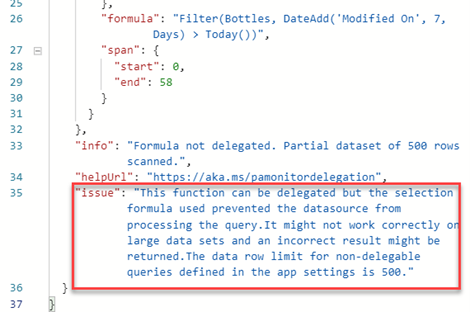 25 },
26 "formula": "Filter(Bottles, DateAdd('Modified On', 7,
Days) > Today())",
27 "span": {
28 "start": 0,
29 "end": 58
30 }
31 }
32 },
33 "info": "Formula not delegated. Partial dataset of 500 rows
scanned.",
34 "helpUrl": "https://aka.ms/pamonitordelegation",
35 "issue": "This function can be delegated but the selection
formula used prevented the datasource from
processing the query.It might not work correctly on
large data sets and an incorrect result might be
returned.The data row limit for non-delegable
queries defined in the app settings is 500."
36 }
37 }